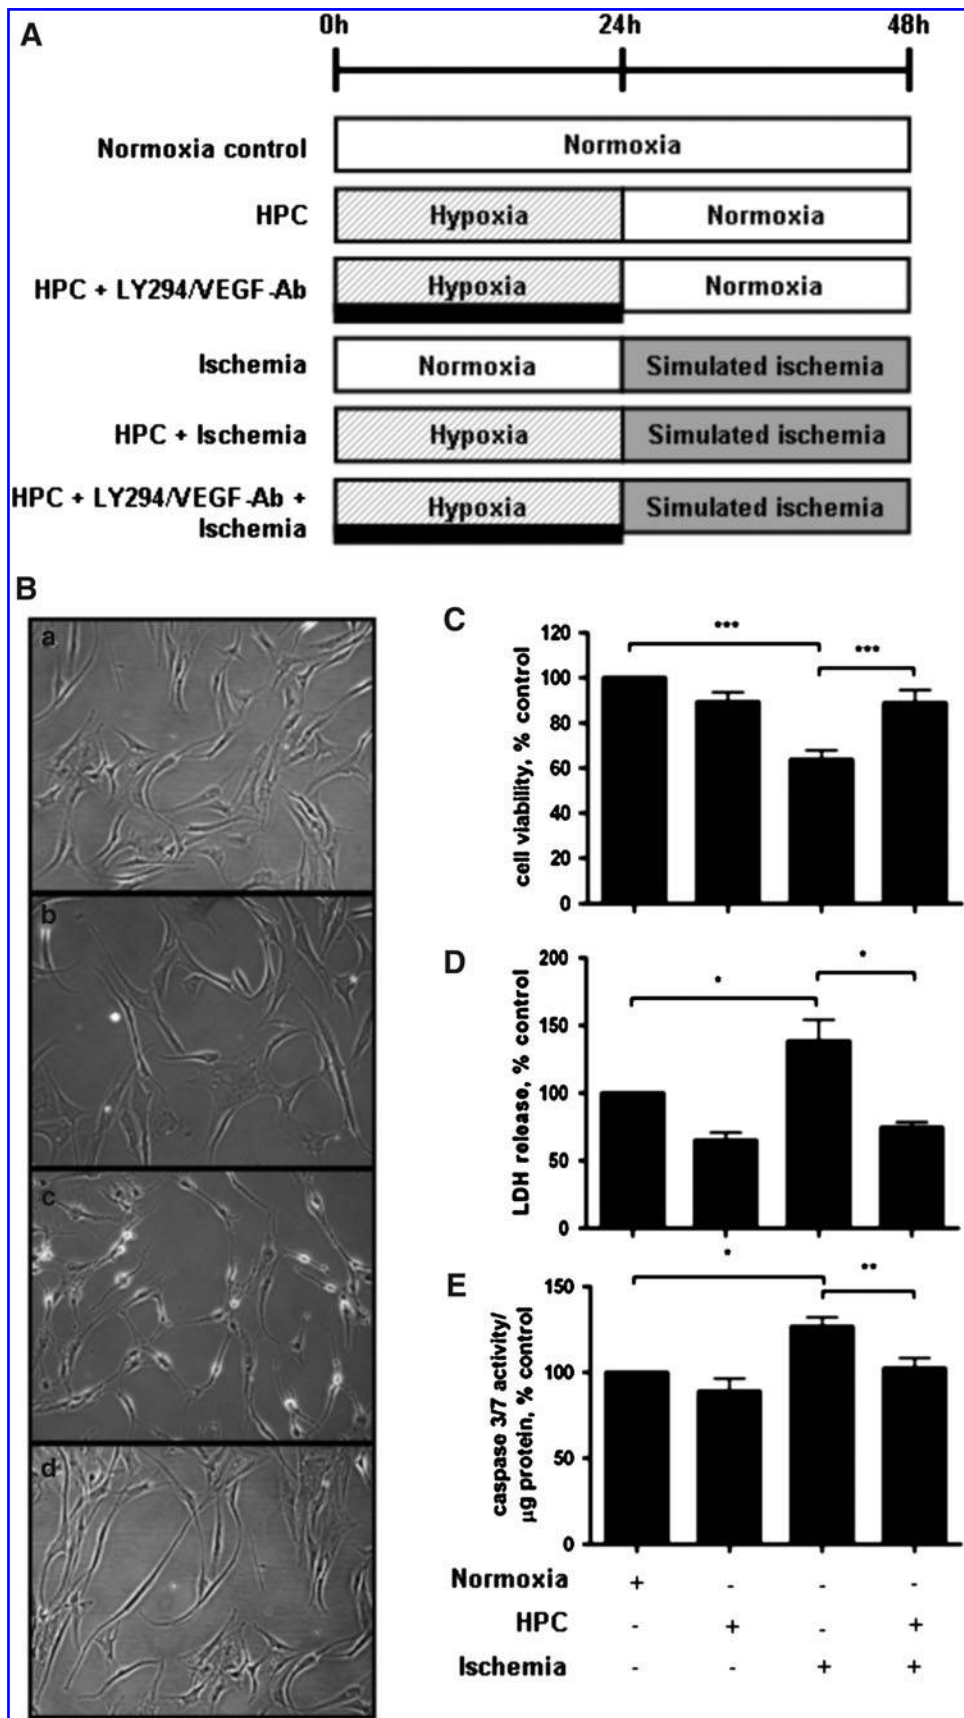 A
0h 24h 48h
Normoxia control Normoxia
HPC Hypoxia Normoxia
HPC + LY294/VEGF-Ab Hypoxia Normoxia
Ischemia Normoxia Simulated ischemia
HPC + Ischemia Hypoxia Simulated ischemia
HPC + LY294/VEGF-Ab +
Ischemia
Hypoxia Simulated ischemia
B
a
b
c
d
C
cell viability, % control
120
100
80
60
40
20
0
***
***
D
LDH release, % control
200
150
100
50
0
*
*
E
caspase 3/7 activity/
µg protein, % control
150
100
50
0
*
**
Normoxia + - - -
HPC - + - +
Ischemia - - + +